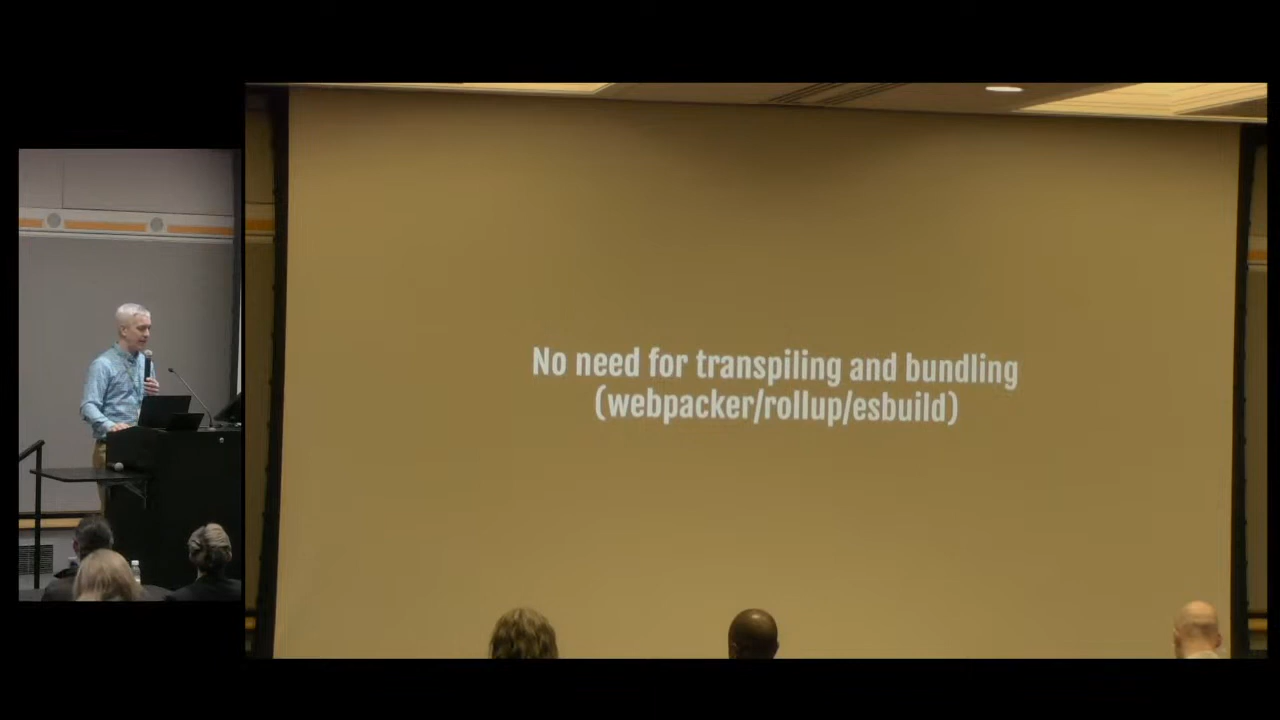 No need for transpiling and bundling
(webpacker/rollup/esbuild)